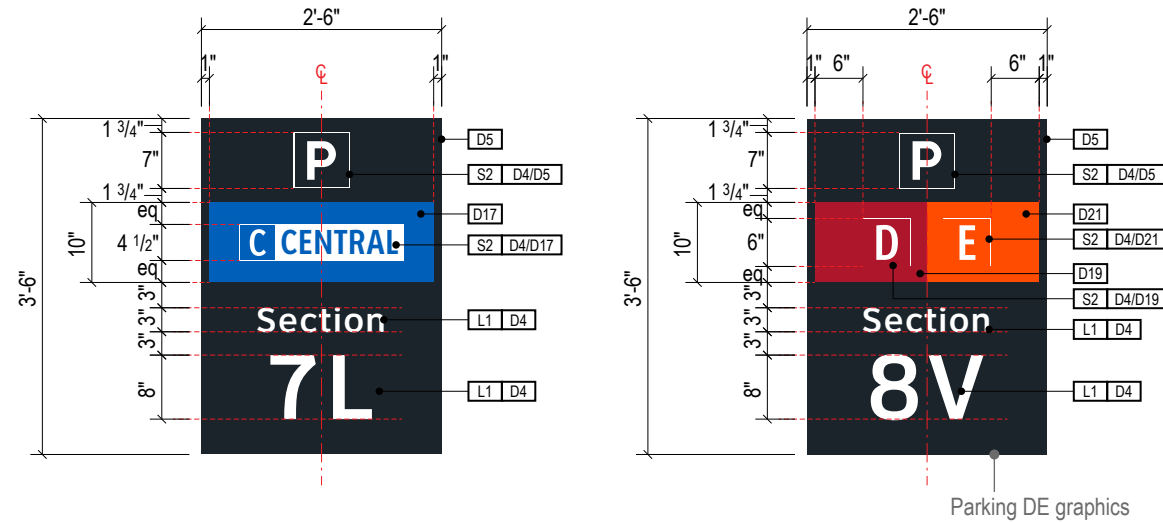 2'-6"
1" 1"
℄
1 3/4"
7"
1 3/4"
eq
4 1/2"
eq
10"
3'-6"
3"
3"
3"
8"
P
C CENTRAL
Section
7L
D5
S2 D4/D5
D17
S2 D4/D17
L1 D4
L1 D4
2'-6"
1" 6" 6" 1"
℄
1 3/4"
7"
1 3/4"
eq
6"
eq
10"
3'-6"
3"
3"
3"
8"
P
D E
Section
8V
D5
S2 D4/D5
D21
S2 D4/D21
D19
S2 D4/D19
L1 D4
L1 D4
Parking DE graphics